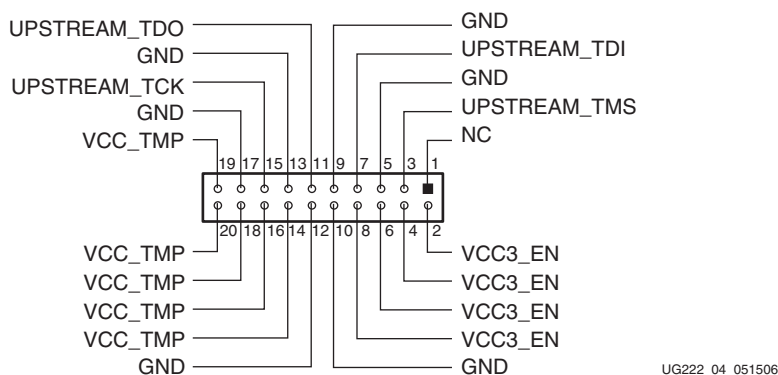 UPSTREAM_TDO
GND
UPSTREAM_TCK
GND
VCC_TMP
GND
UPSTREAM_TDI
GND
UPSTREAM_TMS
NC
19 17 15 13 11 9 7 5 3 1
20 18 16 14 12 10 8 6 4 2
VCC_TMP
VCC_TMP
VCC_TMP
VCC_TMP
GND
VCC3_EN
VCC3_EN
VCC3_EN
VCC3_EN
GND
UG222_04_051506